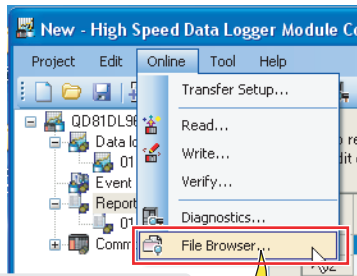 New - High Speed Data Logger Module Co
Project Edit Online Tool Help
Transfer Setup...
QD81DL96
Read...
Data lo
Write...
01
Event
Verify...
Report
Diagnostics...
01
Comm
File Browser...